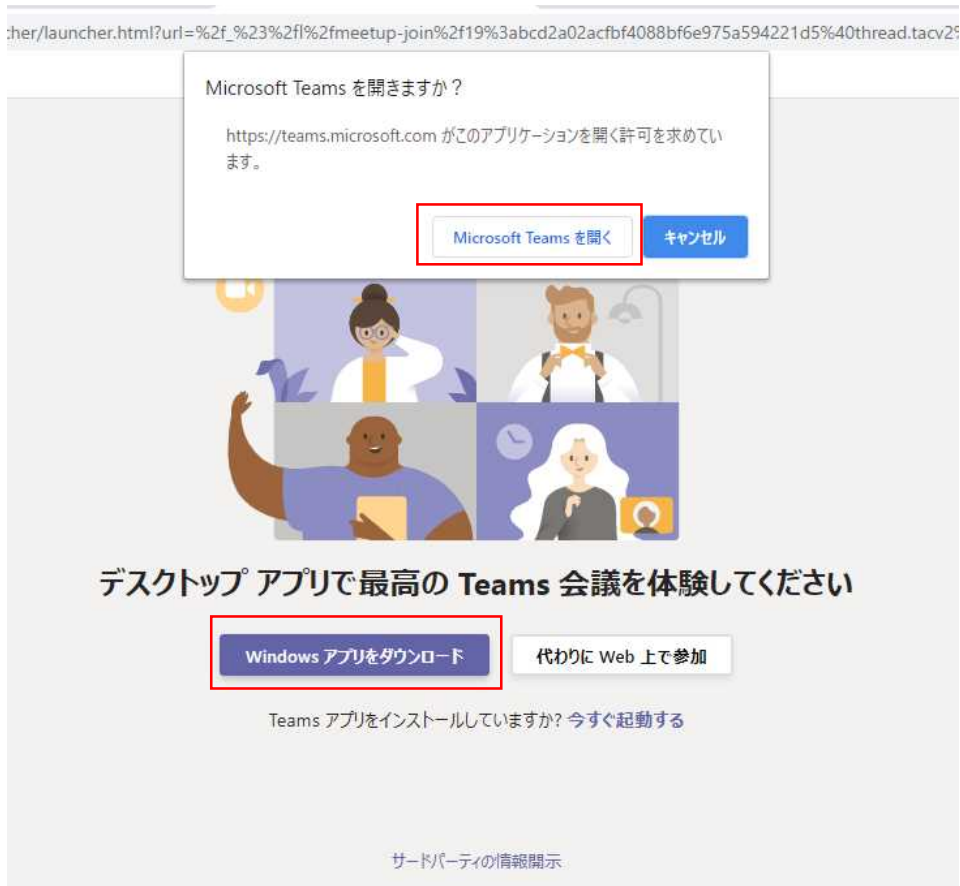 her/launcher.html?url=%2f_%23%2fl%2fmeetup-join%2f19%3abcd2a02acfbf4088bf6e975a594221d5%40thread.tacv2%
Microsoft Teams を開きますか？
https://teams.microsoft.com がこのアプリケーションを開く許可を求めてい
ます。
Microsoft Teams を開く キャンセル
デスクトップ アプリで最高の Teams 会議を体験してください
Windows アプリをダウンロード 代わりに Web 上で参加
Teams アプリをインストールしていますか? 今すぐ起動する
サードパーティの情報開示